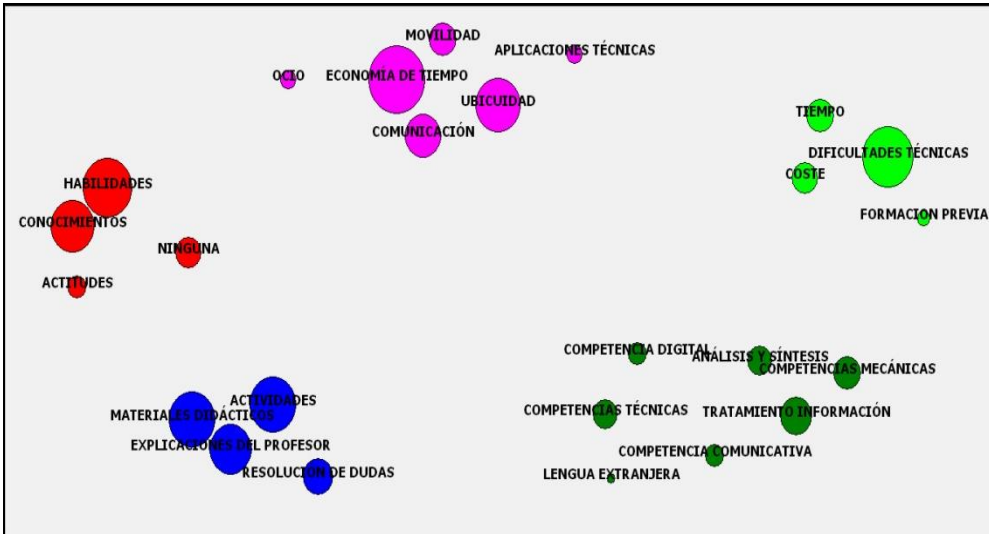 MOVILIDAD
APLICACIONES TÉCNICAS
OCIO
ECONOMÍA DE TIEMPO
UBICUIDAD
COMUNICACIÓN
TIEMPO
DIFICULTADES TÉCNICAS
COSTE
FORMACION PREVIA
HABILIDADES
CONOCIMIENTOS
NINGUNA
ACTITUDES
COMPETENCIA DIGITAL
ANÁLISIS Y SÍNTESIS
COMPETENCIAS MECÁNICAS
COMPETENCIAS TÉCNICAS
TRATAMIENTO INFORMACIÓN
COMPETENCIA COMUNICATIVA
LENGUA EXTRANJERA
ACTIVIDADES
MATERIALES DIDÁCTICOS
EXPLICACIONES DEL PROFESOR
RESOLUCIÓN DE DUDAS